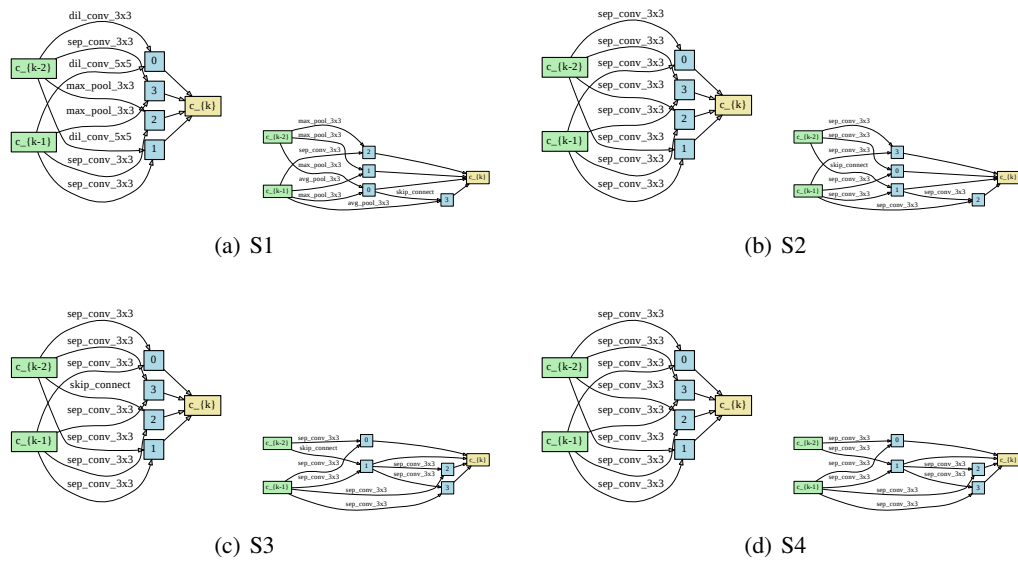 dil_conv_3x3
sep_conv_3x3
dil_conv_5x5
max_pool_3x3
max_pool_3x3
dil_conv_5x5
sep_conv_3x3
sep_conv_3x3
c_{k-2}
c_{k-1}
0
3
2
1
c_{k}
max_pool_3x3
max_pool_3x3
sep_conv_3x3
max_pool_3x3
avg_pool_3x3
max_pool_3x3
skip_connect
avg_pool_3x3
c_{k-2}
c_{k-1}
2
1
0
3
c_{k}
(a) S1
sep_conv_3x3
sep_conv_3x3
sep_conv_3x3
sep_conv_3x3
sep_conv_3x3
sep_conv_3x3
sep_conv_3x3
sep_conv_3x3
c_{k-2}
c_{k-1}
0
3
2
1
c_{k}
sep_conv_3x3
sep_conv_3x3
sep_conv_3x3
skip_connect
sep_conv_3x3
sep_conv_3x3
sep_conv_3x3
sep_conv_3x3
c_{k-2}
c_{k-1}
3
0
1
2
c_{k}
(b) S2
sep_conv_3x3
sep_conv_3x3
sep_conv_3x3
skip_connect
sep_conv_3x3
sep_conv_3x3
sep_conv_3x3
sep_conv_3x3
c_{k-2}
c_{k-1}
0
3
2
1
c_{k}
sep_conv_3x3
skip_connect
sep_conv_3x3
sep_conv_3x3
sep_conv_3x3
sep_conv_3x3
sep_conv_3x3
sep_conv_3x3
c_{k-2}
c_{k-1}
0
1
2
3
c_{k}
(c) S3
sep_conv_3x3
sep_conv_3x3
sep_conv_3x3
sep_conv_3x3
sep_conv_3x3
sep_conv_3x3
sep_conv_3x3
sep_conv_3x3
c_{k-2}
c_{k-1}
0
3
2
1
c_{k}
sep_conv_3x3
sep_conv_3x3
sep_conv_3x3
sep_conv_3x3
sep_conv_3x3
sep_conv_3x3
sep_conv_3x3
sep_conv_3x3
c_{k-2}
c_{k-1}
0
1
2
3
c_{k}
(d) S4